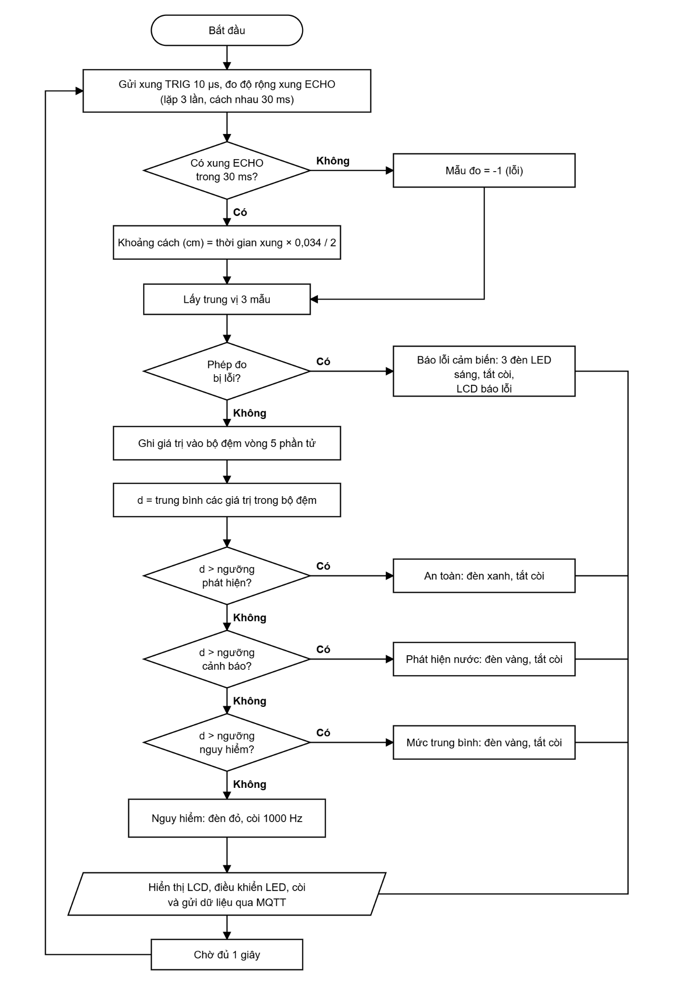 Bắt đầu
Gửi xung TRIG 10 µs, đo độ rộng xung ECHO
(lặp 3 lần, cách nhau 30 ms)
Có xung ECHO
trong 30 ms?
Không
Mẫu đo = -1 (lỗi)
Có
Khoảng cách (cm) = thời gian xung × 0,034 / 2
Lấy trung vị 3 mẫu
Phép đo
bị lỗi?
Có
Báo lỗi cảm biến: 3 đèn LED
sáng, tắt còi,
LCD báo lỗi
Không
Ghi giá trị vào bộ đệm vòng 5 phần tử
d = trung bình các giá trị trong bộ đệm
d > ngưỡng
phát hiện?
Có
An toàn: đèn xanh, tắt còi
Không
d > ngưỡng
cảnh báo?
Có
Phát hiện nước: đèn vàng, tắt còi
Không
d > ngưỡng
nguy hiểm?
Có
Mức trung bình: đèn vàng, tắt còi
Không
Nguy hiểm: đèn đỏ, còi 1000 Hz
Hiển thị LCD, điều khiển LED, còi
và gửi dữ liệu qua MQTT
Chờ đủ 1 giây